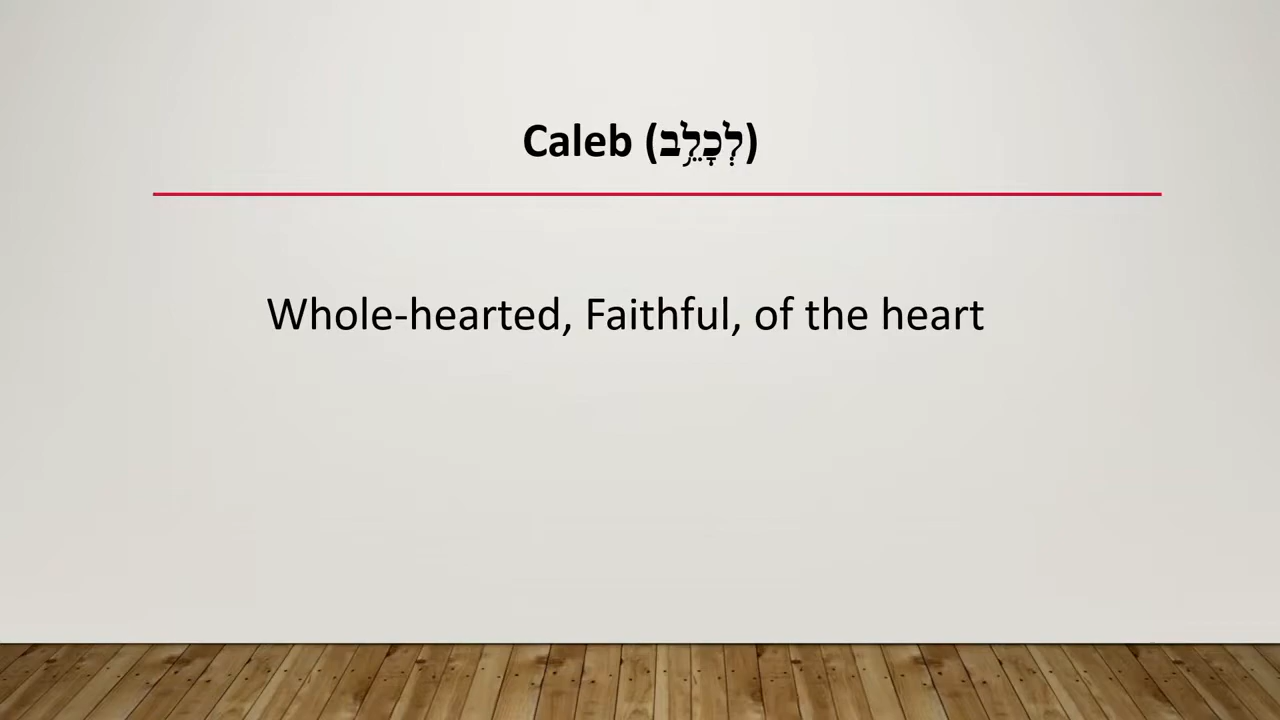 Caleb (לְכָלֵ֥ב)
Whole-hearted, Faithful, of the heart